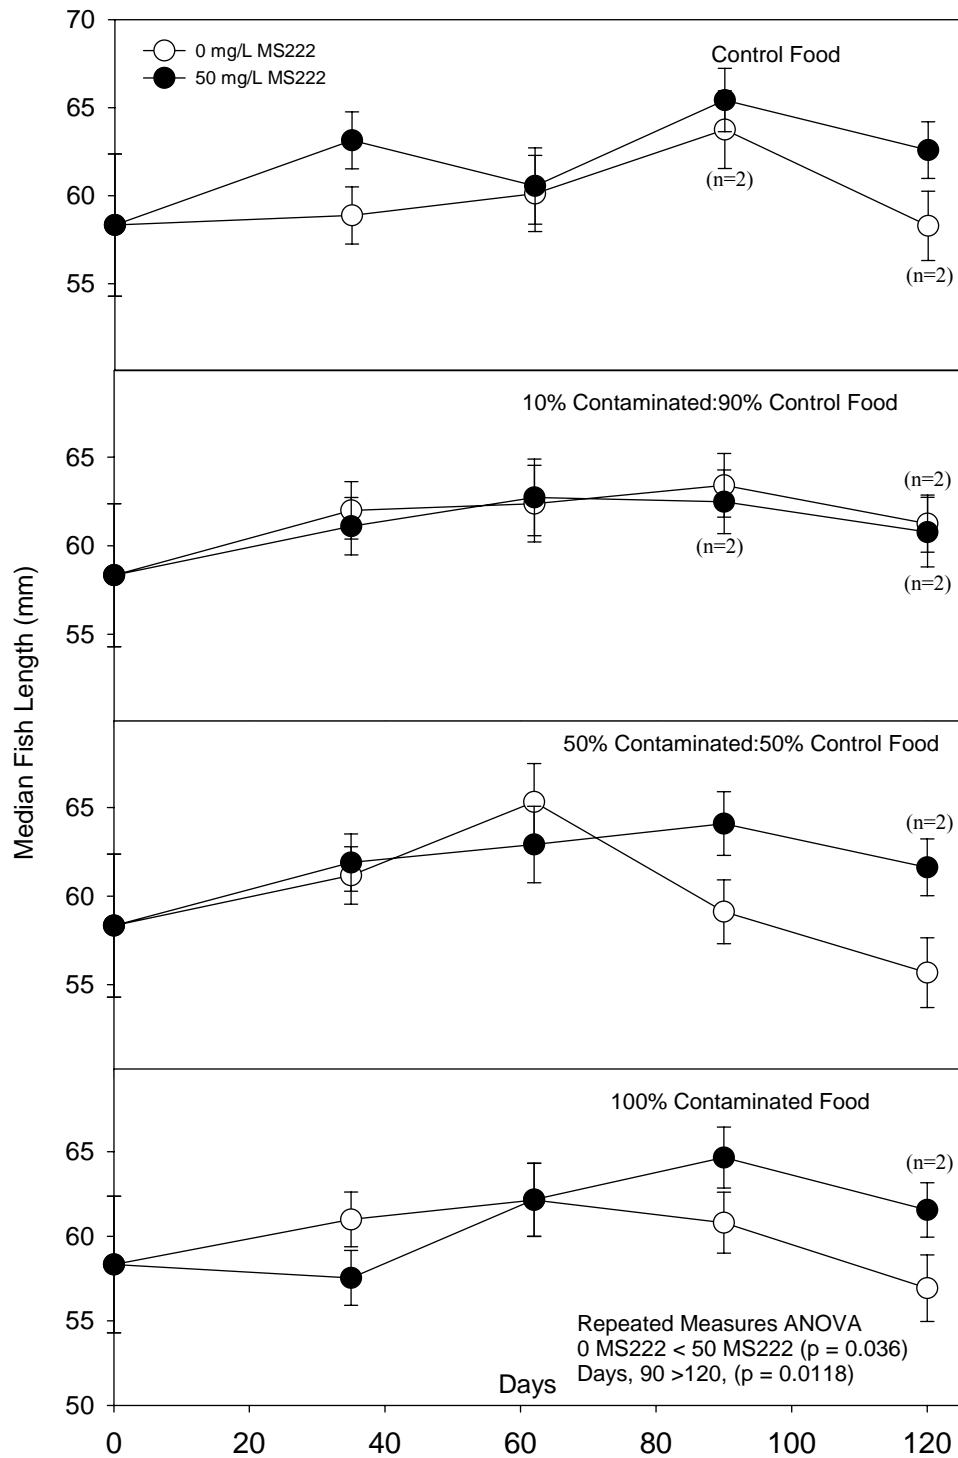 70
0 mg/L MS222
50 mg/L MS222
Control Food
65
60
(n=2)
55
(n=2)
10% Contaminated:90% Control Food
65
(n=2)
60
(n=2)
(n=2)
55
Median Fish Length (mm)
50% Contaminated:50% Control Food
65
(n=2)
60
55
100% Contaminated Food
65
(n=2)
60
55
Repeated Measures ANOVA
0 MS222 < 50 MS222 (p = 0.036)
Days, 90 >120, (p = 0.0118)
Days
50
0 20 40 60 80 100 120